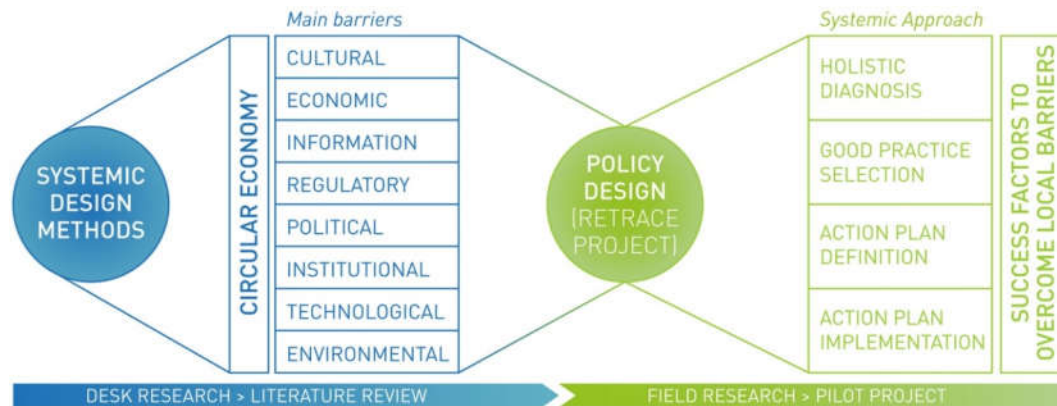 Main barriers
SYSTEMIC
DESIGN
METHODS
CIRCULAR ECONOMY
CULTURAL
ECONOMIC
INFORMATION
REGULATORY
POLITICAL
INSTITUTIONAL
TECHNOLOGICAL
ENVIRONMENTAL
POLICY
DESIGN
(RETRACE
PROJECT)
Systemic Approach
HOLISTIC
DIAGNOSIS
GOOD PRACTICE
SELECTION
ACTION PLAN
DEFINITION
ACTION PLAN
IMPLEMENTATION
SUCCESS FACTORS TO
OVERCOME LOCAL BARRIERS
DESK RESEARCH > LITERATURE REVIEW
FIELD RESEARCH > PILOT PROJECT